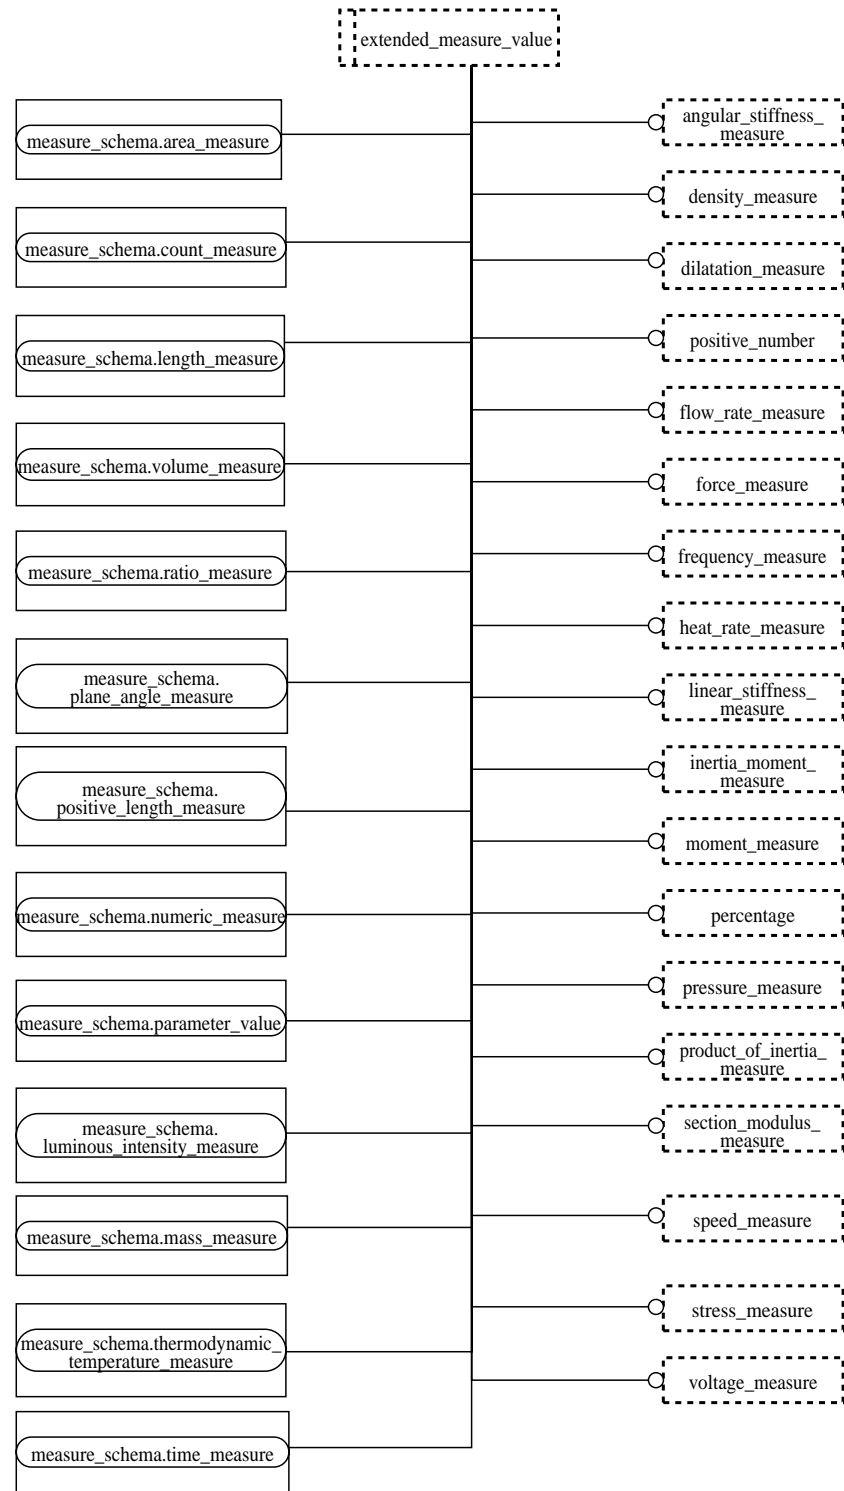 extended_measure_value
measure_schema.area_measure
measure_schema.count_measure
measure_schema.length_measure
measure_schema.volume_measure
measure_schema.ratio_measure
measure_schema.
plane_angle_measure
measure_schema.
positive_length_measure
measure_schema.numeric_measure
measure_schema.parameter_value
measure_schema.
luminous_intensity_measure
measure_schema.mass_measure
measure_schema.thermodynamic_
temperature_measure
measure_schema.time_measure
angular_stiffness_
measure
density_measure
dilatation_measure
positive_number
flow_rate_measure
force_measure
frequency_measure
heat_rate_measure
linear_stiffness_
measure
inertia_moment_
measure
moment_measure
percentage
pressure_measure
product_of_inertia_
measure
section_modulus_
measure
speed_measure
stress_measure
voltage_measure